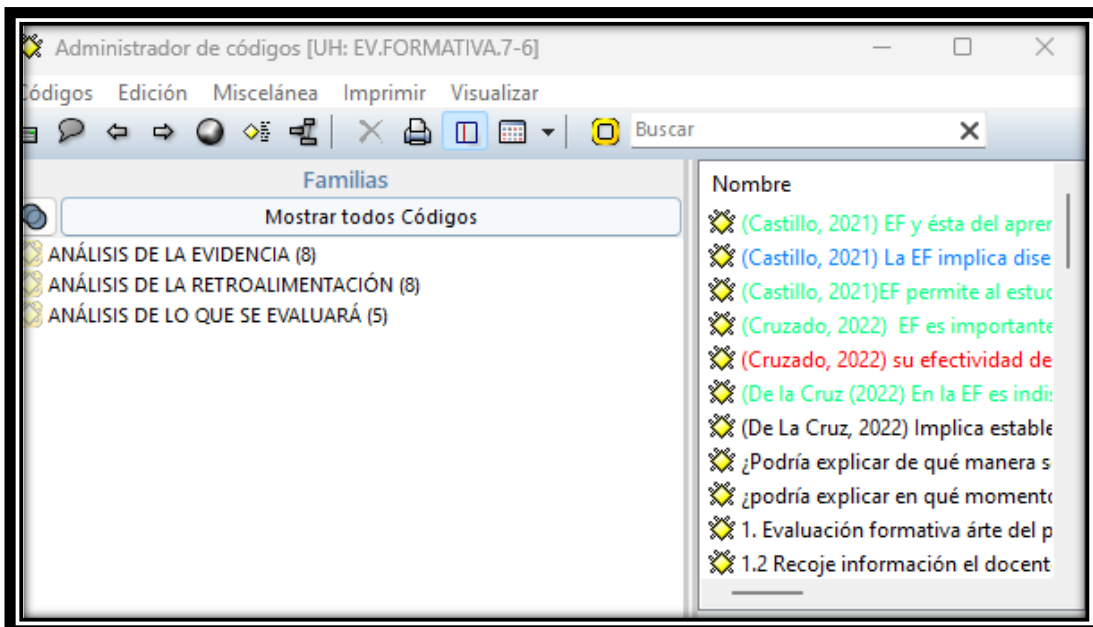 Administrador de códigos [UH: EV.FORMATIVA.7-6]
Códigos Edición Miscelánea Imprimir Visualizar
Buscar
Familias
Mostrar todos Códigos
ANÁLISIS DE LA EVIDENCIA (8)
ANÁLISIS DE LA RETROALIMENTACIÓN (8)
ANÁLISIS DE LO QUE SE EVALUARÁ (5)
Nombre
(Castillo, 2021) EF y ésta del apren
(Castillo, 2021) La EF implica dise
(Castillo, 2021)EF permite al estud
(Cruzado, 2022) EF es importante
(Cruzado, 2022) su efectividad de
(De la Cruz (2022) En la EF es indis
(De La Cruz, 2022) Implica estable
¿Podría explicar de qué manera s
¿podría explicar en qué momento
1. Evaluación formativa árte del p
1.2 Recoje información el docent